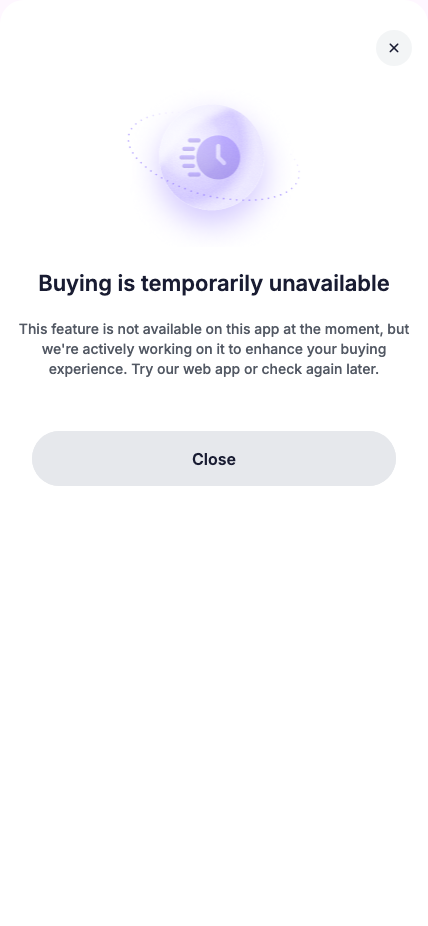 Buying is temporarily unavailable
This feature is not available on this app at the moment, but
we're actively working on it to enhance your buying
experience. Try our web app or check again later.
Close